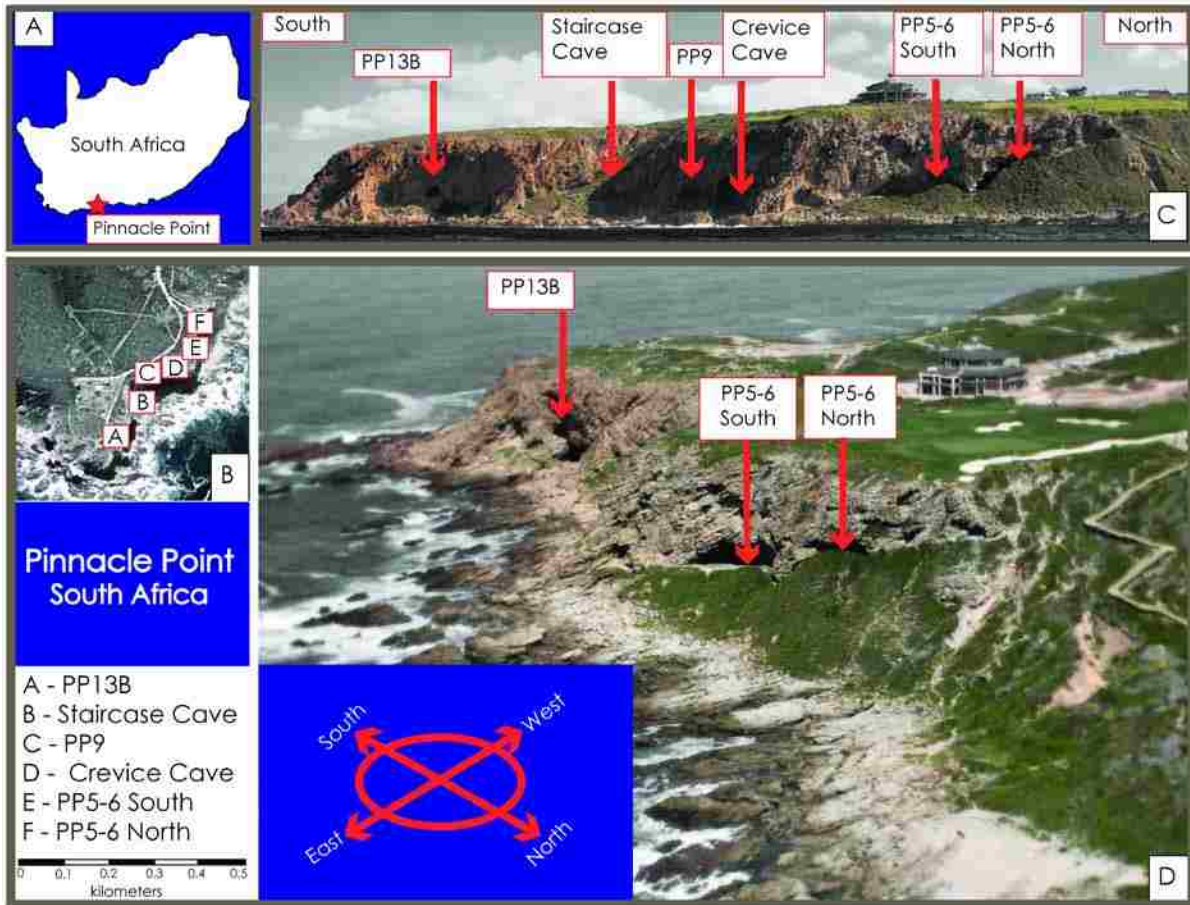 A
South Africa
Pinnacle Point
South
PP13B
Staircase
Cave
PP9
Crevice
Cave
PP5-6
South
PP5-6
North
North
C
F
E
D
C
B
A
B
Pinnacle Point
South Africa
A - PP13B
B - Staircase Cave
C - PP9
D - Crevice Cave
E - PP5-6 South
F - PP5-6 North
0 0.1 0.2 0.3 0.4 0.5
kilometers
PP13B
PP5-6
South
PP5-6
North
South
West
East
North
D